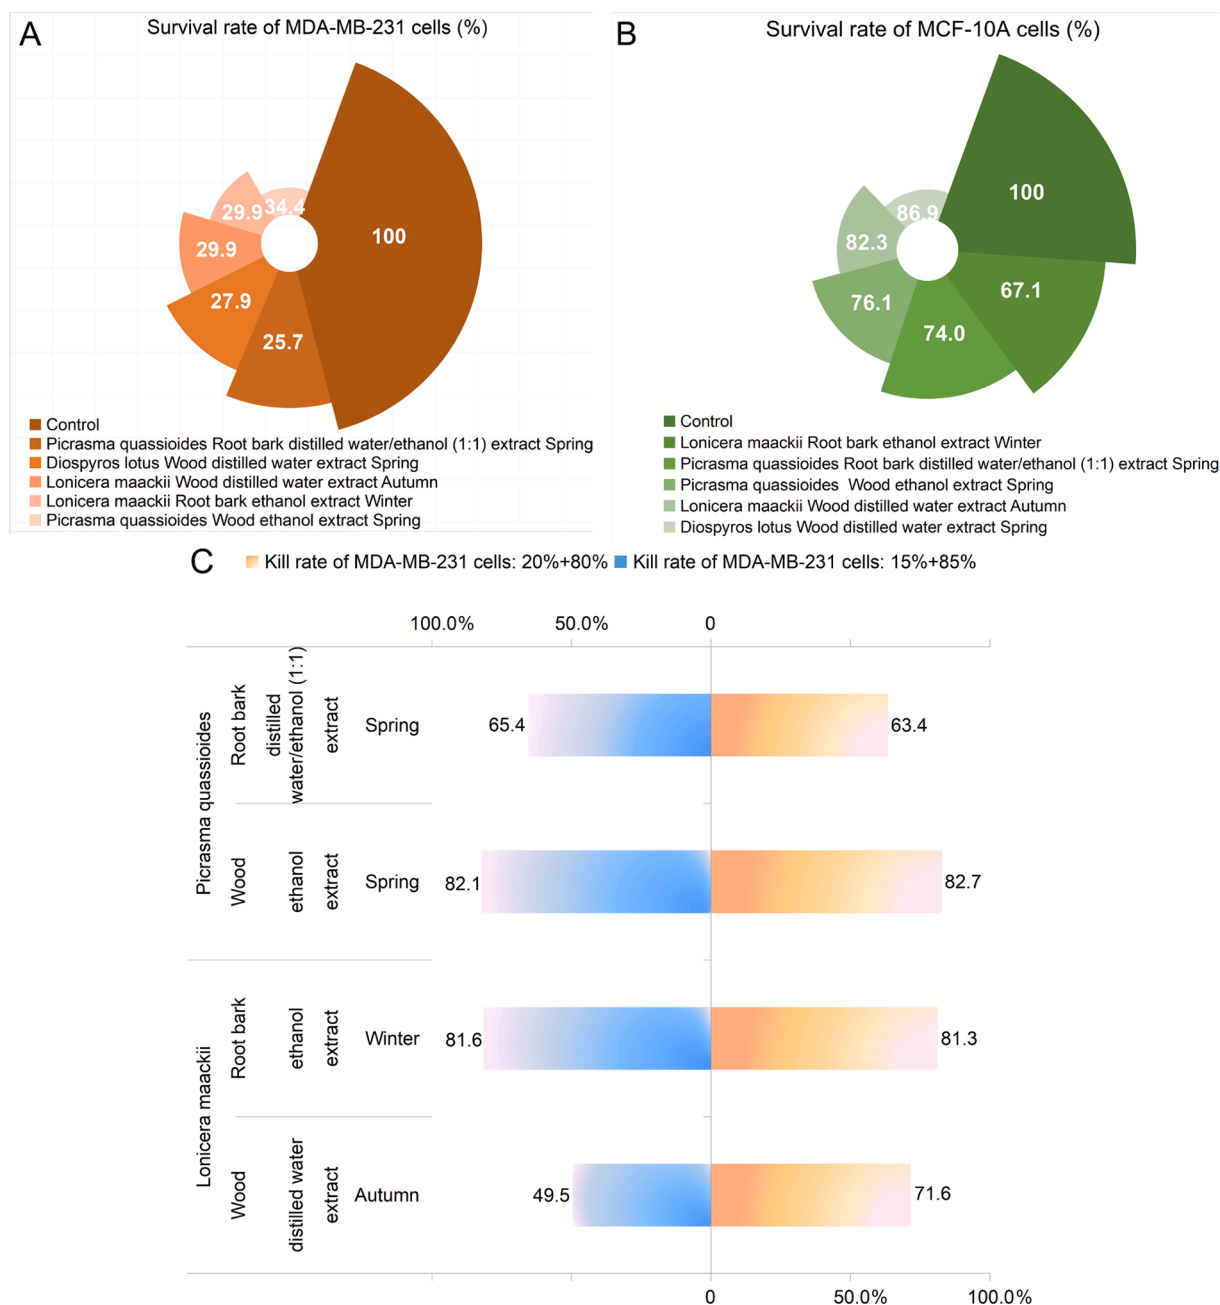 A
Survival rate of MDA-MB-231 cells (%)
100
25.7
27.9
29.9
29.9
34.4
Control
Picrasma quassioides Root bark distilled water/ethanol (1:1) extract Spring
Diospyros lotus Wood distilled water extract Spring
Lonicera maackii Wood distilled water extract Autumn
Lonicera maackii Root bark ethanol extract Winter
Picrasma quassioides Wood ethanol extract Spring
B
Survival rate of MCF-10A cells (%)
100
67.1
74.0
76.1
82.3
86.9
Control
Lonicera maackii Root bark ethanol extract Winter
Picrasma quassioides Root bark distilled water/ethanol (1:1) extract Spring
Picrasma quassioides Wood ethanol extract Spring
Lonicera maackii Wood distilled water extract Autumn
Diospyros lotus Wood distilled water extract Spring
C
Kill rate of MDA-MB-231 cells: 20%+80%
Kill rate of MDA-MB-231 cells: 15%+85%
100.0%
50.0%
0
Picrasma quassioides
Root bark
distilled
water/ethanol (1:1)
extract
Spring
65.4
63.4
Wood
ethanol
extract
Spring
82.1
82.7
Lonicera maackii
Root bark
ethanol
extract
Winter
81.6
81.3
Wood
distilled water
extract
Autumn
49.5
71.6
0
50.0%
100.0%